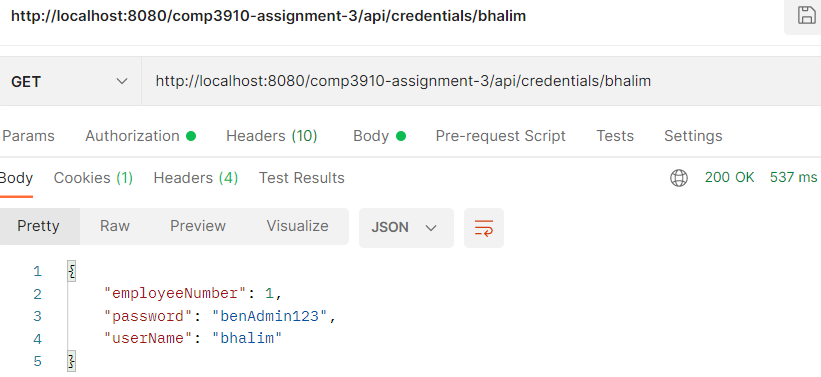 http://localhost:8080/comp3910-assignment-3/api/credentials/bhalim
GET http://localhost:8080/comp3910-assignment-3/api/credentials/bhalim
Params Authorization Headers (10) Body Pre-request Script Tests Settings
Body Cookies (1) Headers (4) Test Results 200 OK 537 ms
Pretty Raw Preview Visualize JSON
1 {
2 "employeeNumber": 1,
3 "password": "benAdmin123",
4 "userName": "bhalim"
5 }